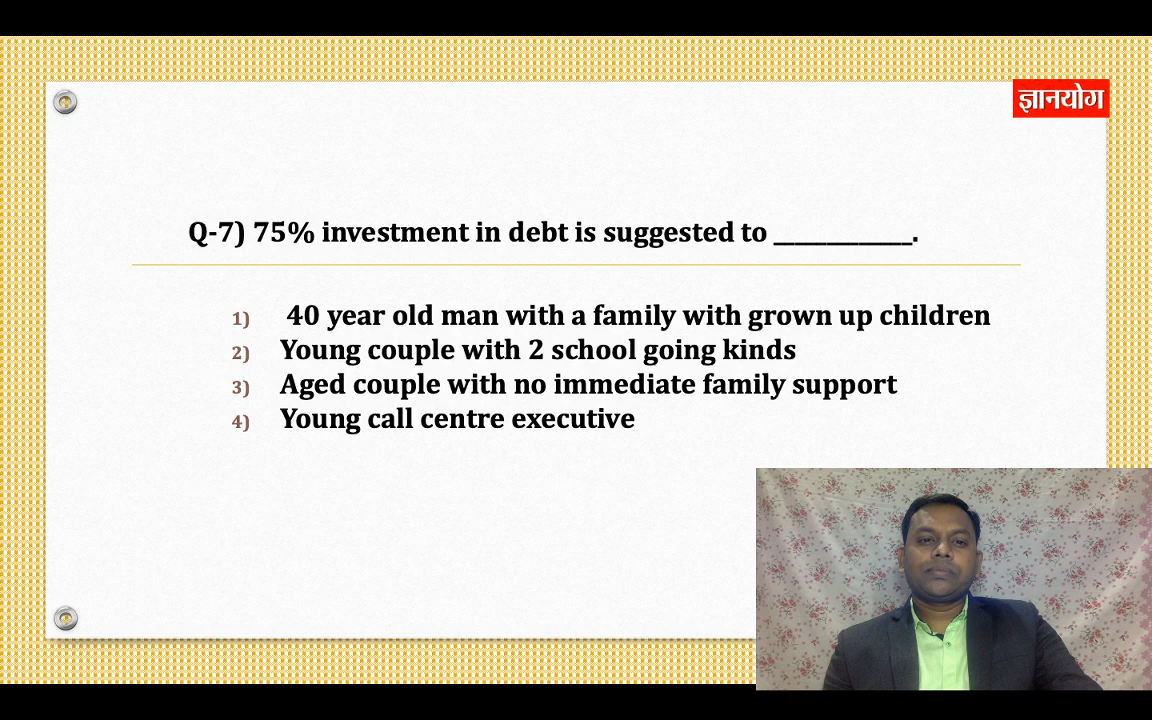 ज्ञानयोग
Q-7) 75% investment in debt is suggested to ____________.
1) 40 year old man with a family with grown up children
2) Young couple with 2 school going kinds
3) Aged couple with no immediate family support
4) Young call centre executive